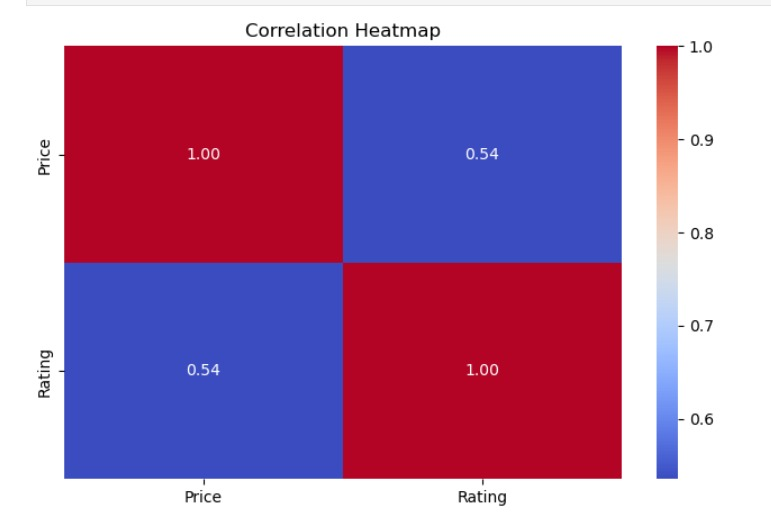 Correlation Heatmap
1.0
Price
1.00
0.54
0.9
0.8
0.7
Rating
0.54
1.00
0.6
Price
Rating